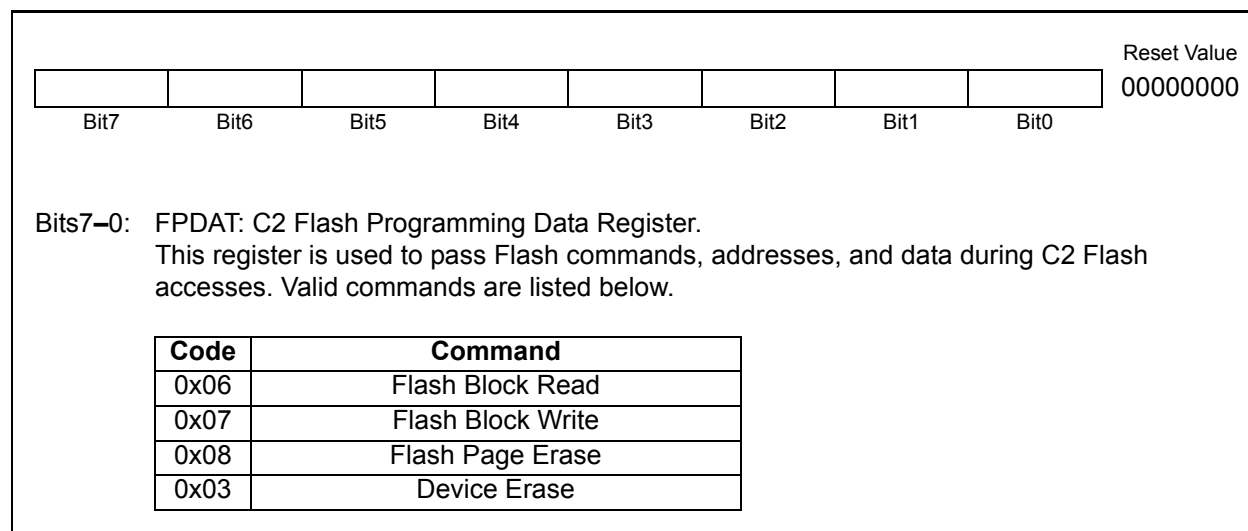 Reset Value
00000000
Bit7 Bit6 Bit5 Bit4 Bit3 Bit2 Bit1 Bit0
Bits7–0: FPDAT: C2 Flash Programming Data Register.
This register is used to pass Flash commands, addresses, and data during C2 Flash
accesses. Valid commands are listed below.
Code Command
0x06 Flash Block Read
0x07 Flash Block Write
0x08 Flash Page Erase
0x03 Device Erase